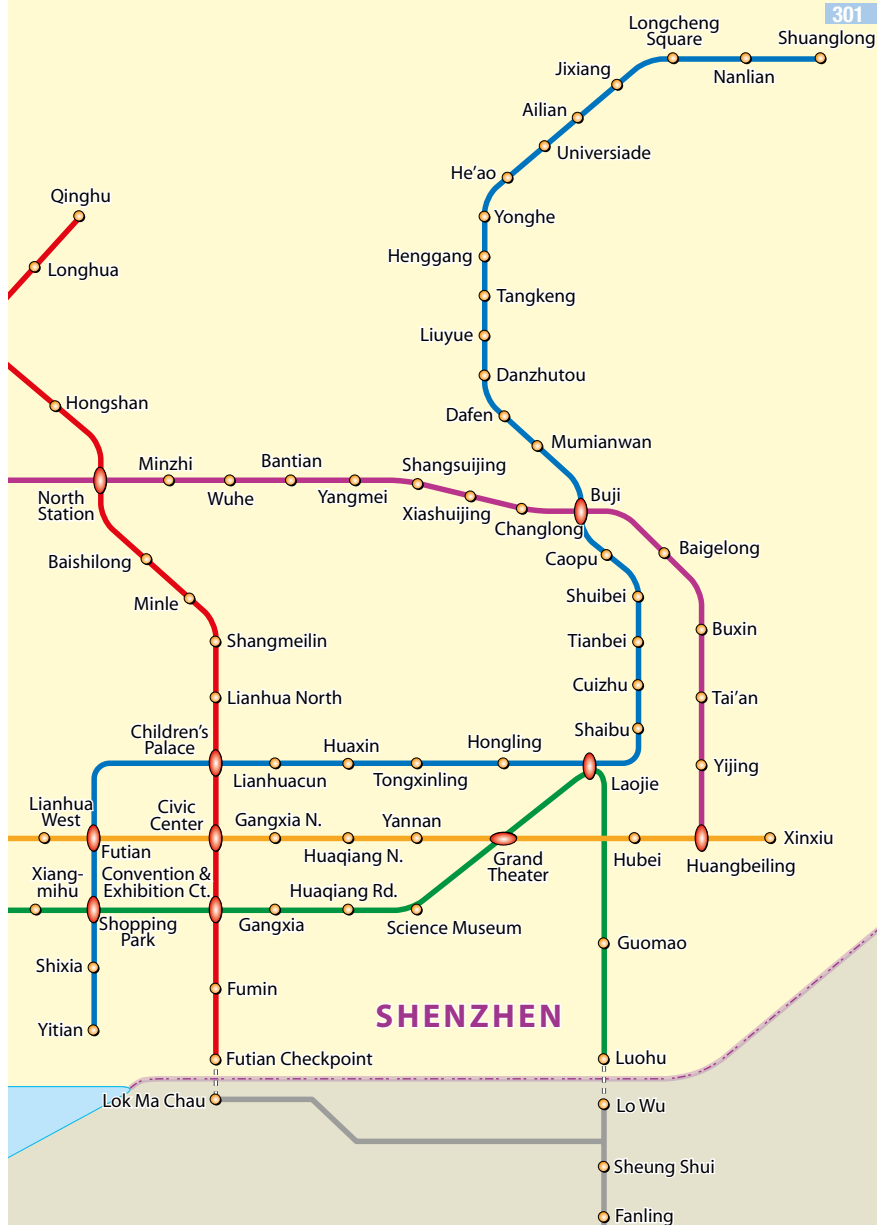 301
Longcheng
Square
Shuanglong
Nanlian
Jixiang
Ailian
Universiade
He'ao
Qinghu
Yonghe
Henggang
Longhua
Tangkeng
Liuyue
Danzhutou
Hongshan
Dafen
Mumianwan
Minzhi
Bantian
Shangsuijing
Buji
North
Station
Wuhe
Yangmei
Xiashuijing
Changlong
Baishilong
Caopu
Baigelong
Minle
Shuibei
Shangmeilin
Tianbei
Buxin
Lianhua North
Cuizhu
Tai'an
Children's
Palace
Huaxin
Hongling
Shaibu
Lianhuacun
Tongxinling
Laojie
Yijing
Lianhua
West
Civic
Center
Gangxia N.
Yannan
Xinxiu
Futian
Huaqiang N.
Grand
Theater
Hubei
Huangbeiling
Xiang-
mihu
Convention &
Exhibition Ct.
Huaqiang Rd.
Shopping
Park
Gangxia
Science Museum
Guomao
Shixia
Fumin
SHENZHEN
Yitian
Futian Checkpoint
Luohu
Lok Ma Chau
Lo Wu
Sheung Shui
Fanling